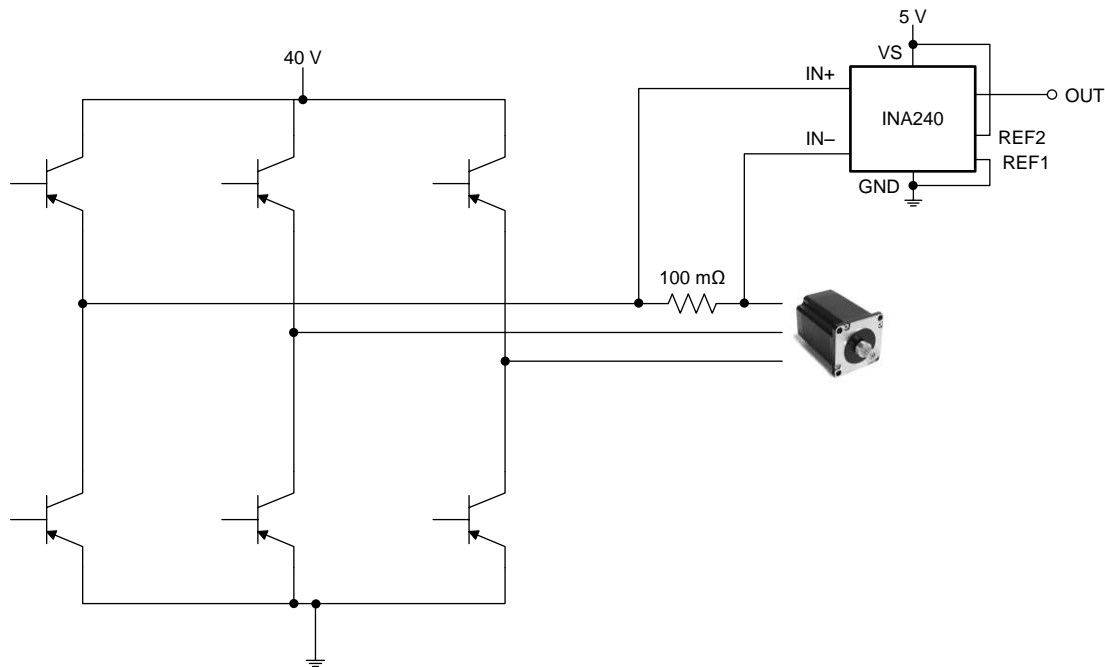 5 V
40 V
VS
IN+
INA240
OUT
IN–
REF2
REF1
GND
100 mΩ